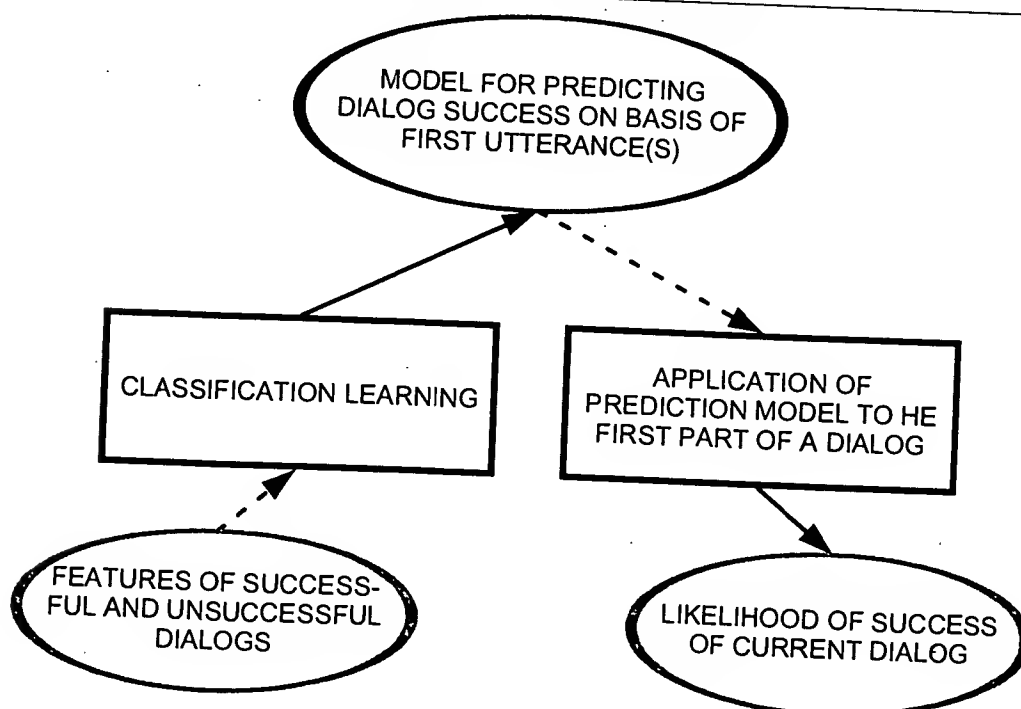 MODEL FOR PREDICTING
DIALOG SUCCESS ON BASIS OF
FIRST UTTERANCE(S)
CLASSIFICATION LEARNING
APPLICATION OF
PREDICTION MODEL TO HE
FIRST PART OF A DIALOG
FEATURES OF SUCCESS-
FUL AND UNSUCCESSFUL
DIALOGS
LIKELIHOOD OF SUCCESS
OF CURRENT DIALOG